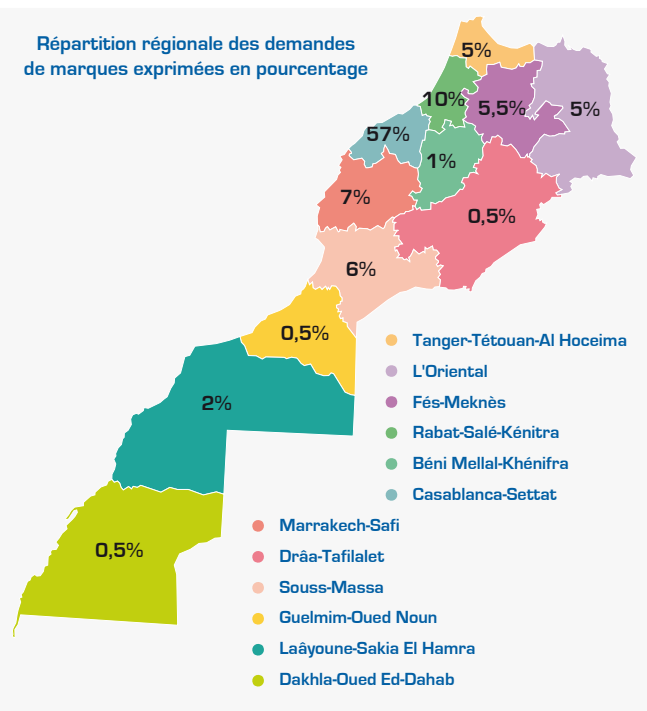 Répartition régionale des demandes
de marques exprimées en pourcentage
5%
10%
5,5%
5%
57%
1%
7%
0,5%
6%
0,5%
2%
0,5%
Tanger-Tétouan-Al Hoceima
L'Oriental
Fés-Meknès
Rabat-Salé-Kénitra
Béni Mellal-Khénifra
Casablanca-Settat
Marrakech-Safi
Drâa-Tafilalet
Souss-Massa
Guelmim-Oued Noun
Laâyoune-Sakia El Hamra
Dakhla-Oued Ed-Dahab